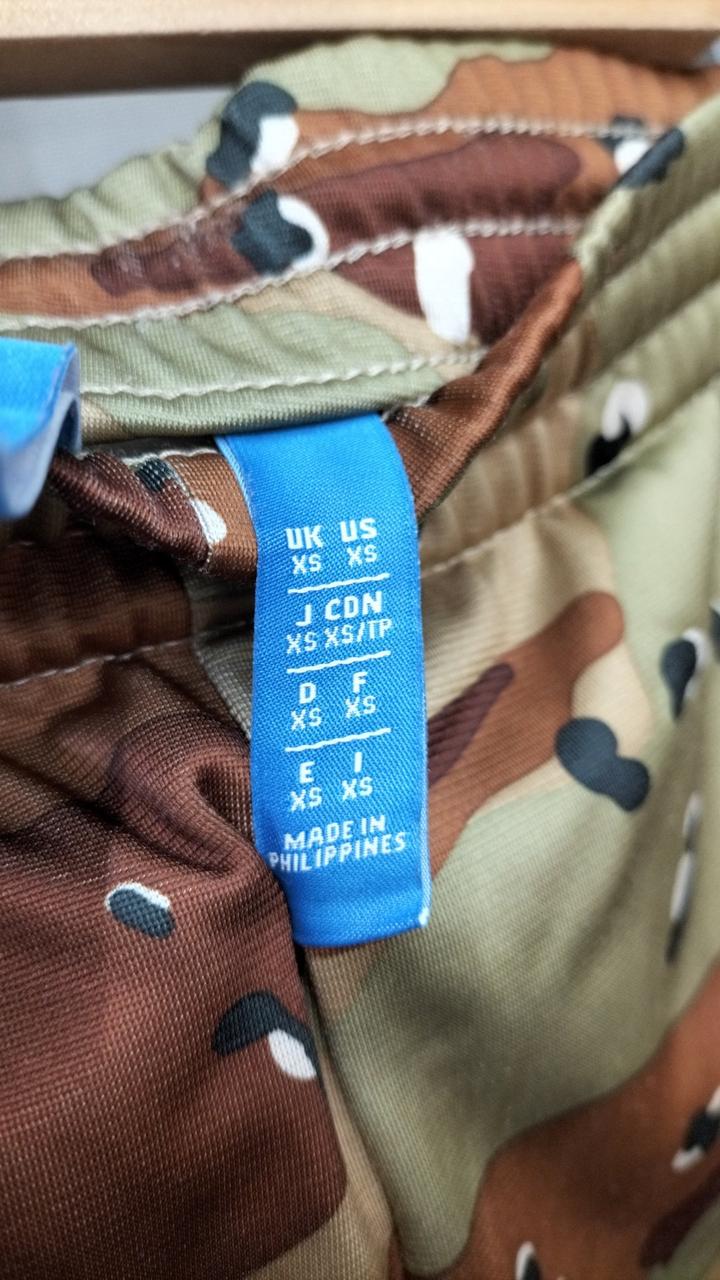 UK US
XS XS
J CDN
XS XS/TP
D F
XS XS
E I
XS XS
MADE IN
PHILIPPINES